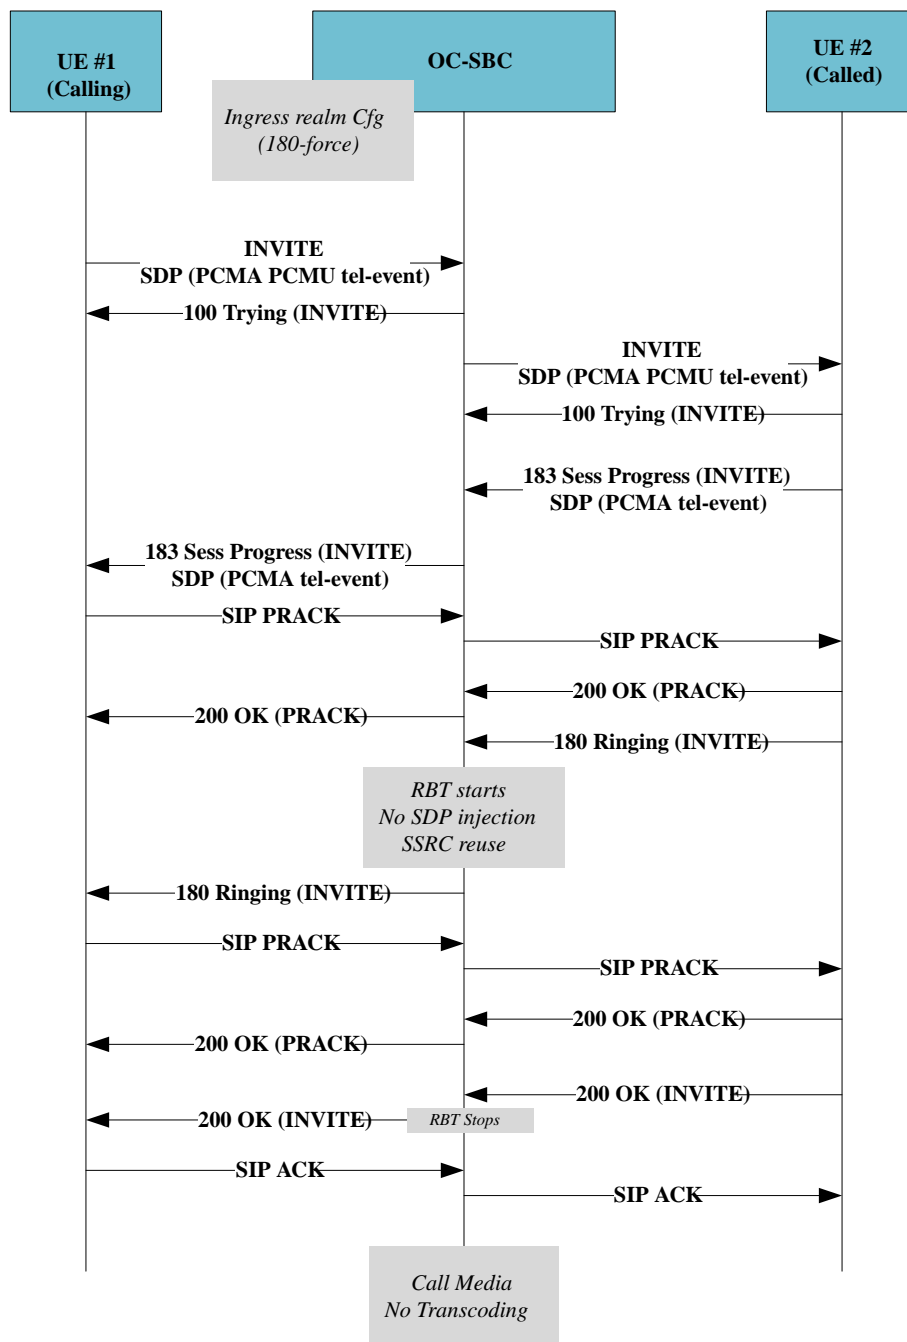 UE #1
(Calling)
OC-SBC
UE #2
(Called)
Ingress realm Cfg
(180-force)
INVITE
SDP (PCMA PCMU tel-event)
100 Trying (INVITE)
INVITE
SDP (PCMA PCMU tel-event)
100 Trying (INVITE)
183 Sess Progress (INVITE)
SDP (PCMA tel-event)
183 Sess Progress (INVITE)
SDP (PCMA tel-event)
SIP PRACK
SIP PRACK
200 OK (PRACK)
200 OK (PRACK)
180 Ringing (INVITE)
RBT starts
No SDP injection
SSRC reuse
180 Ringing (INVITE)
SIP PRACK
SIP PRACK
200 OK (PRACK)
200 OK (PRACK)
200 OK (INVITE)
200 OK (INVITE)
RBT Stops
SIP ACK
SIP ACK
Call Media
No Transcoding